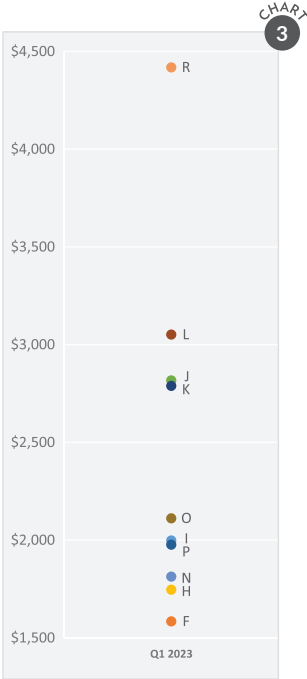 CHART
3
$4,500
R
$4,000
$3,500
L
$3,000
J
K
$2,500
O
I
$2,000
P
N
H
F
$1,500
Q1 2023